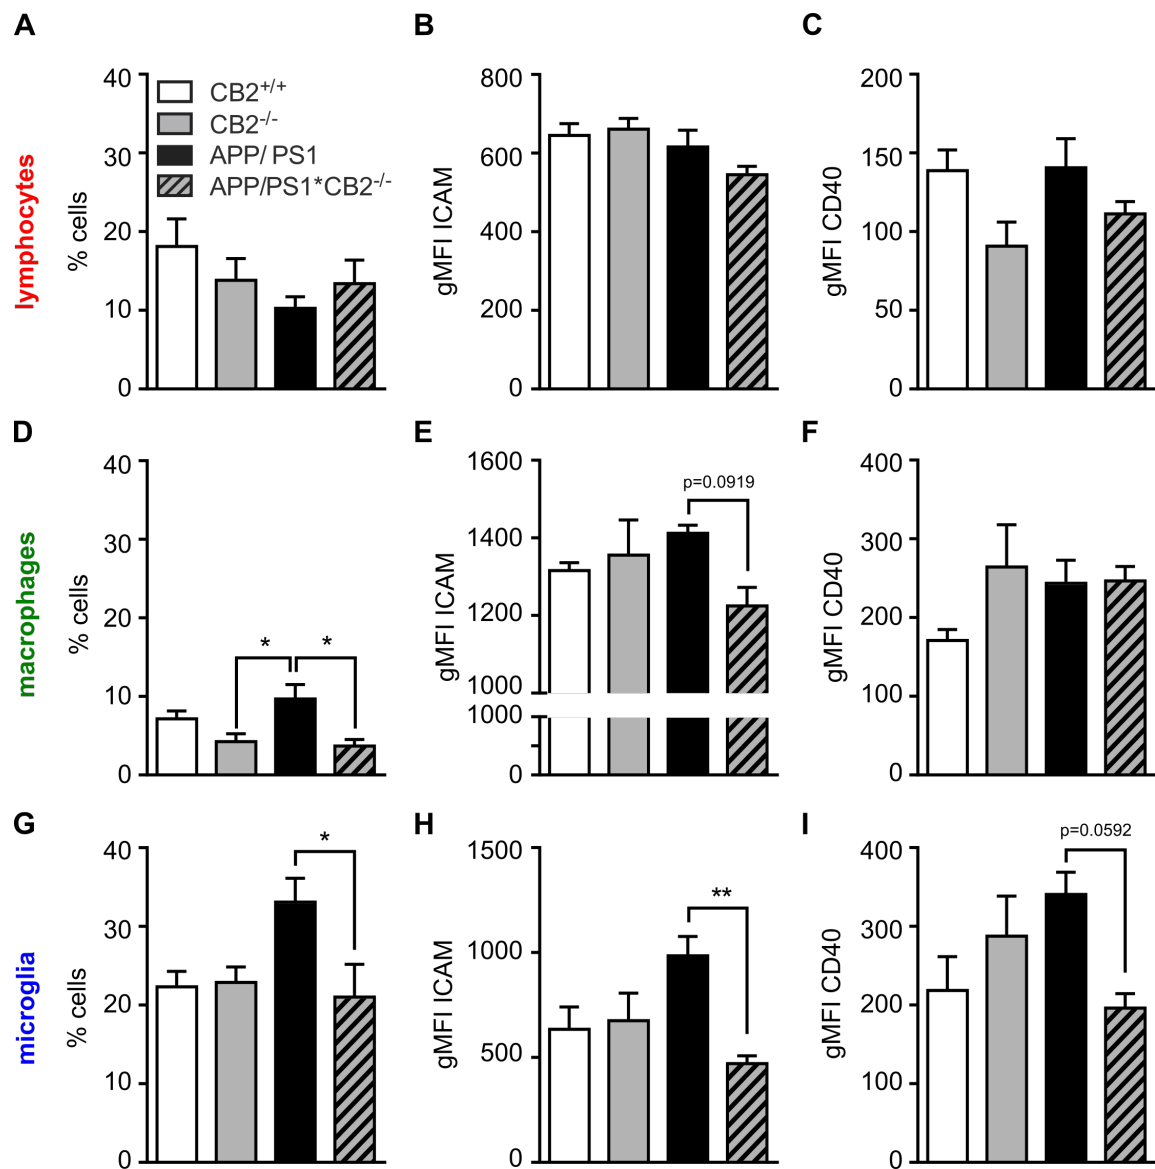 A
lymphocytes
% cells
40
30
20
10
0
CB2+/+
CB2-/-
APP/ PS1
APP/PS1*CB2-/-
B
gMFI ICAM
800
600
400
200
0
C
gMFI CD40
200
150
100
50
0
D
macrophages
% cells
40
30
20
10
0
*
*
E
gMFI ICAM
1600
1400
1200
1000
1000
0
p=0.0919
F
gMFI CD40
400
300
200
100
0
G
microglia
% cells
40
30
20
10
0
*
H
gMFI ICAM
1500
1000
500
0
**
I
gMFI CD40
400
300
200
100
0
p=0.0592